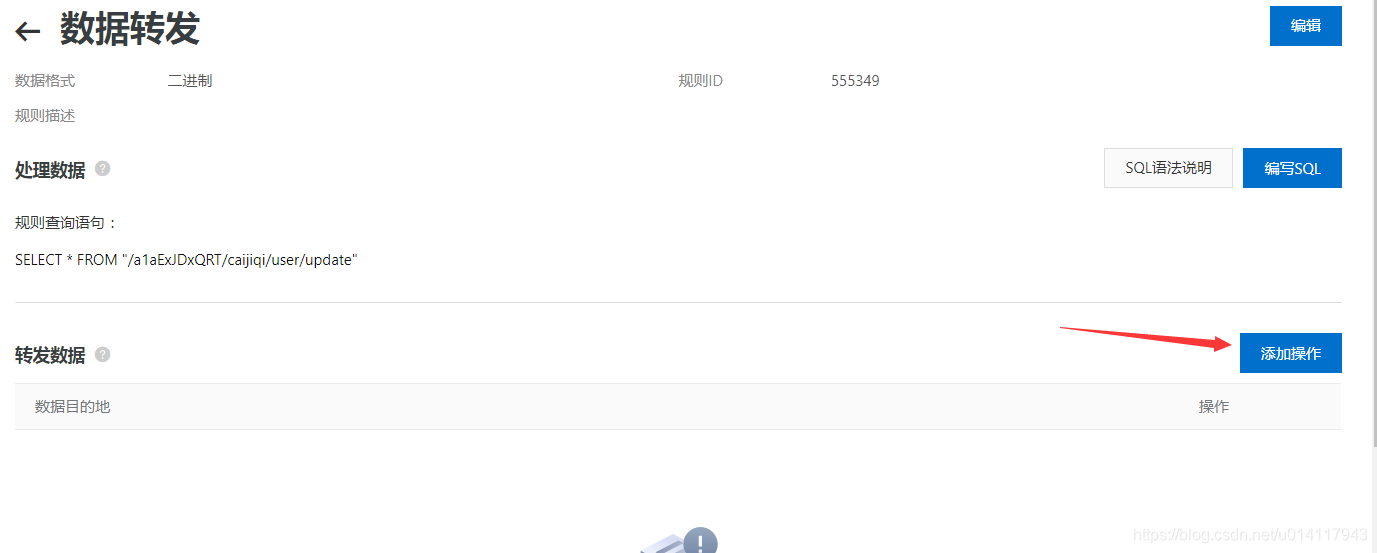 数据转发
编辑
数据格式 二进制 规则ID 555349
规则描述
处理数据 ? SQL语法说明 编写SQL
规则查询语句：
SELECT * FROM "/a1aExJDxQRT/caijiqi/user/update"
转发数据 ? 添加操作
数据目的地 操作
https://blog.csdn.net/u014117943